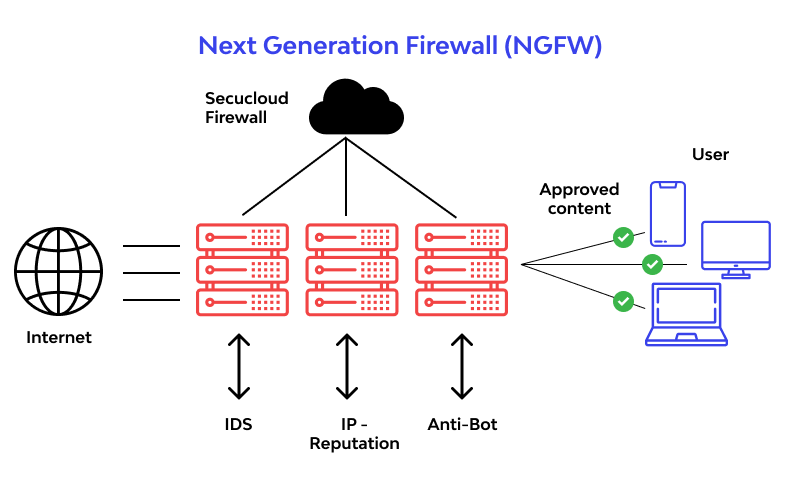 Next Generation Firewall (NGFW)
Secucloud
Firewall
User
Approved
content
Internet
IDS
IP -
Reputation
Anti-Bot